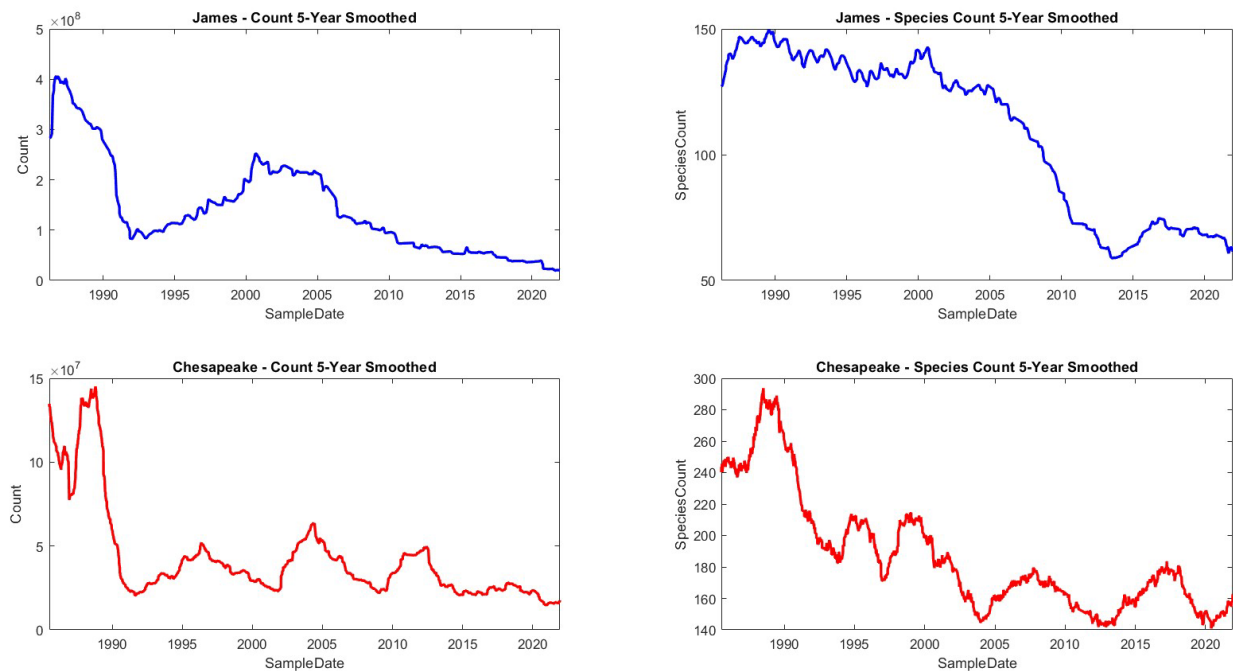 James - Count 5-Year Smoothed
×10⁸
5
4
3
2
1
0
Count
1990 1995 2000 2005 2010 2015 2020
SampleDate
James - Species Count 5-Year Smoothed
150
100
50
SpeciesCount
1990 1995 2000 2005 2010 2015 2020
SampleDate
Chesapeake - Count 5-Year Smoothed
×10⁷
15
10
5
0
Count
1990 1995 2000 2005 2010 2015 2020
SampleDate
Chesapeake - Species Count 5-Year Smoothed
300
280
260
240
220
200
180
160
140
SpeciesCount
1990 1995 2000 2005 2010 2015 2020
SampleDate